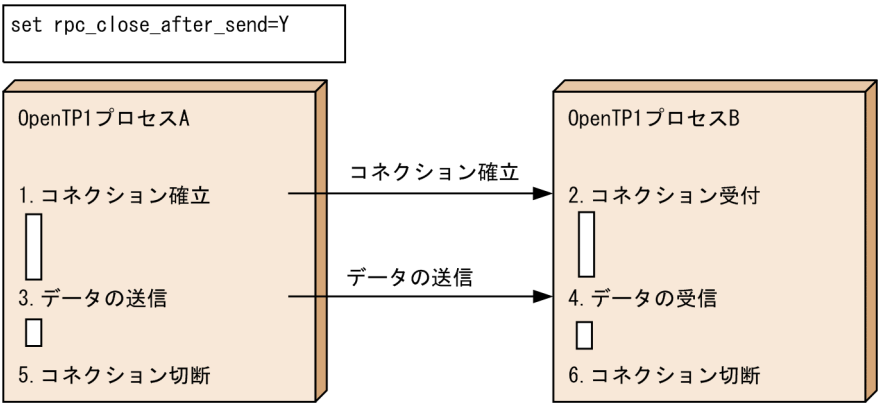 set rpc_close_after_send=Y
OpenTP1プロセスA
OpenTP1プロセスB
コネクション確立
1. コネクション確立
2. コネクション受付
データの送信
3. データの送信
4. データの受信
5. コネクション切断
6. コネクション切断